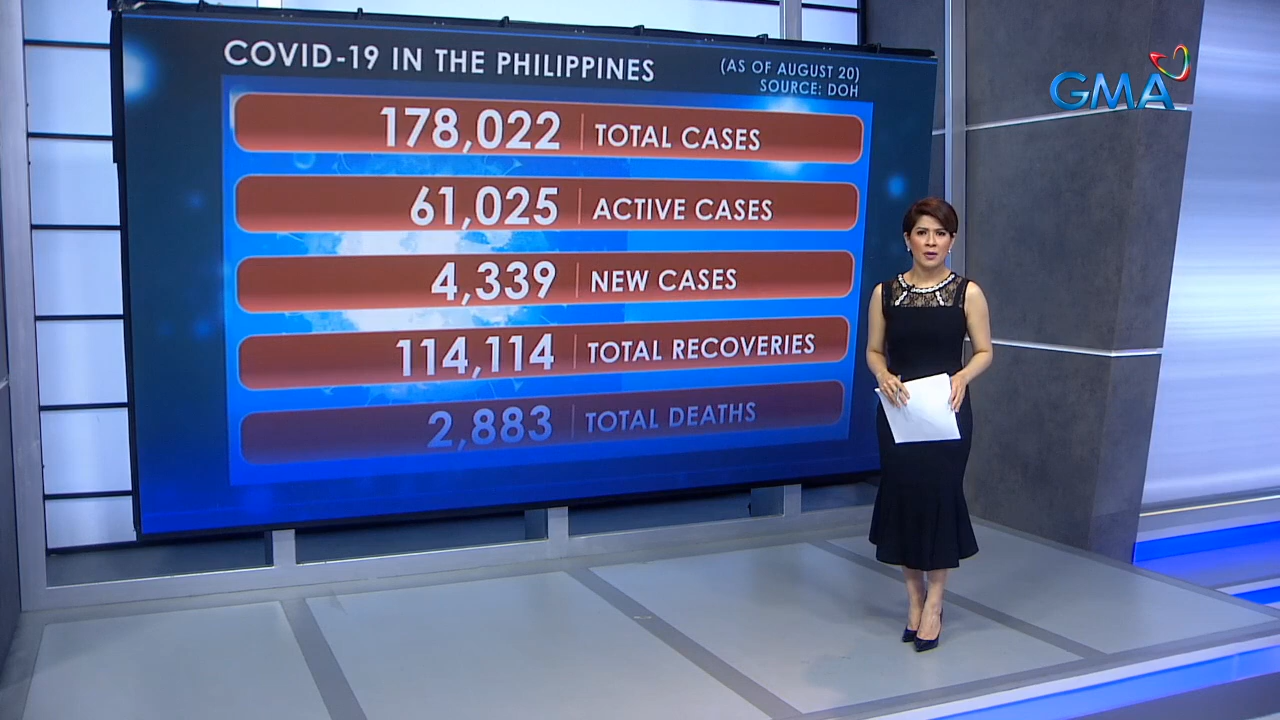 COVID-19 IN THE PHILIPPINES
(AS OF AUGUST 20)
SOURCE: DOH
178,022 TOTAL CASES
61,025 ACTIVE CASES
4,339 NEW CASES
114,114 TOTAL RECOVERIES
2,883 TOTAL DEATHS
GMA